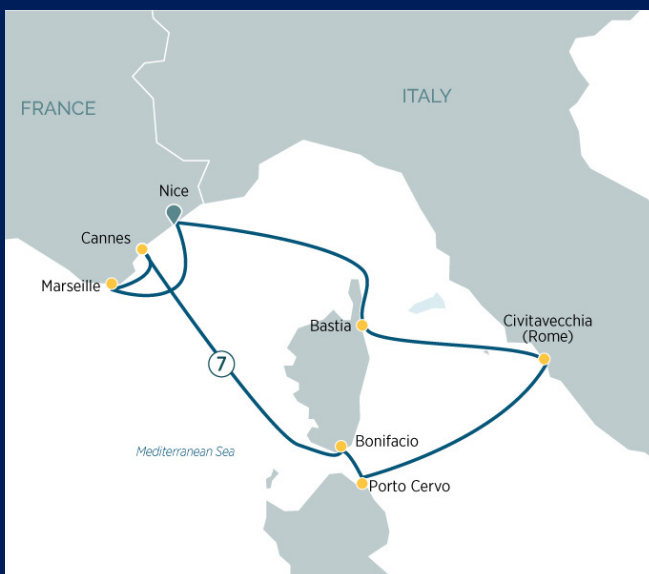 FRANCE
ITALY
Nice
Cannes
Marseille
Bastia
Civitavecchia
(Rome)
7
Bonifacio
Mediterranean Sea
Porto Cervo